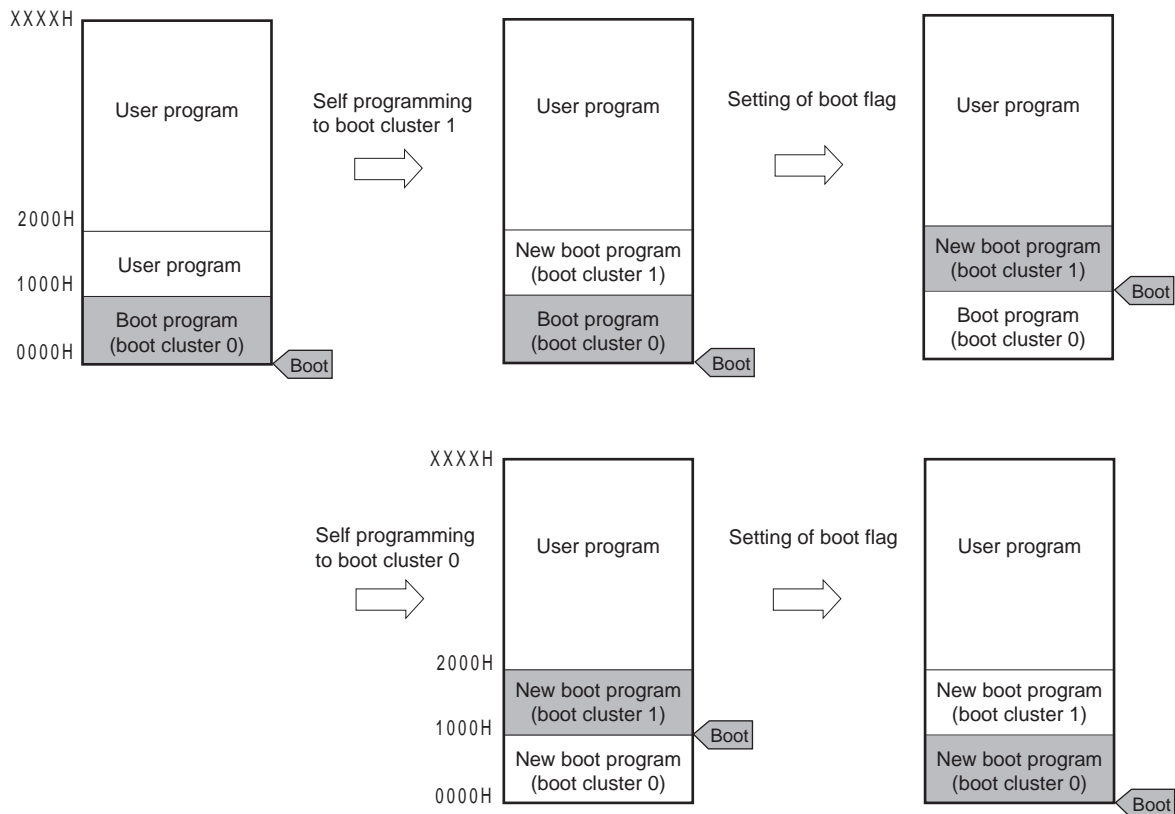 XXXXH
User program
2000H
User program
1000H
Boot program
(boot cluster 0)
0000H
Boot
Self programming
to boot cluster 1
User program
New boot program
(boot cluster 1)
Boot program
(boot cluster 0)
Boot
Setting of boot flag
User program
New boot program
(boot cluster 1)
Boot
Boot program
(boot cluster 0)
Self programming
to boot cluster 0
XXXXH
User program
2000H
New boot program
(boot cluster 1)
1000H
Boot
New boot program
(boot cluster 0)
0000H
Setting of boot flag
User program
New boot program
(boot cluster 1)
New boot program
(boot cluster 0)
Boot